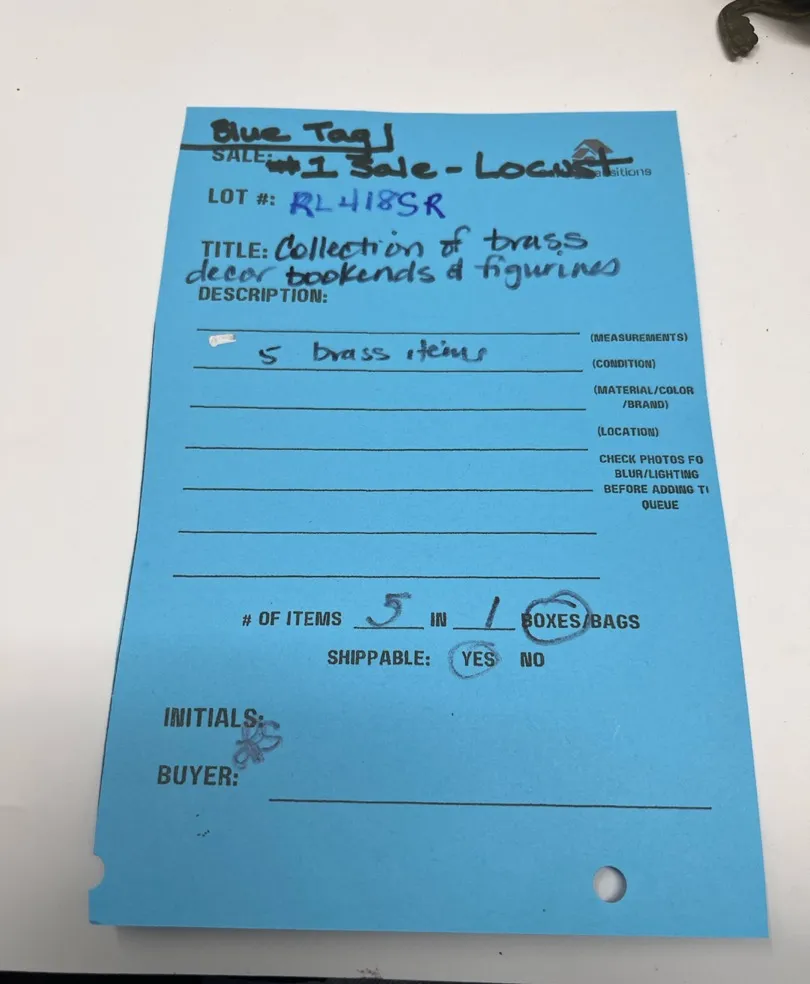 Blue Tag
SALE: #1 Sale - Locust
LOT #: RL418SR
TITLE: Collection of brass
decor bookends & figurines
DESCRIPTION:
(MEASUREMENTS)
5 brass items
(CONDITION)
(MATERIAL/COLOR
/BRAND)
(LOCATION)
CHECK PHOTOS FO
BLUR/LIGHTING
BEFORE ADDING T
QUEUE
# OF ITEMS 5 IN 1 BOXES/BAGS
SHIPPABLE: YES NO
INITIALS:
BUYER: